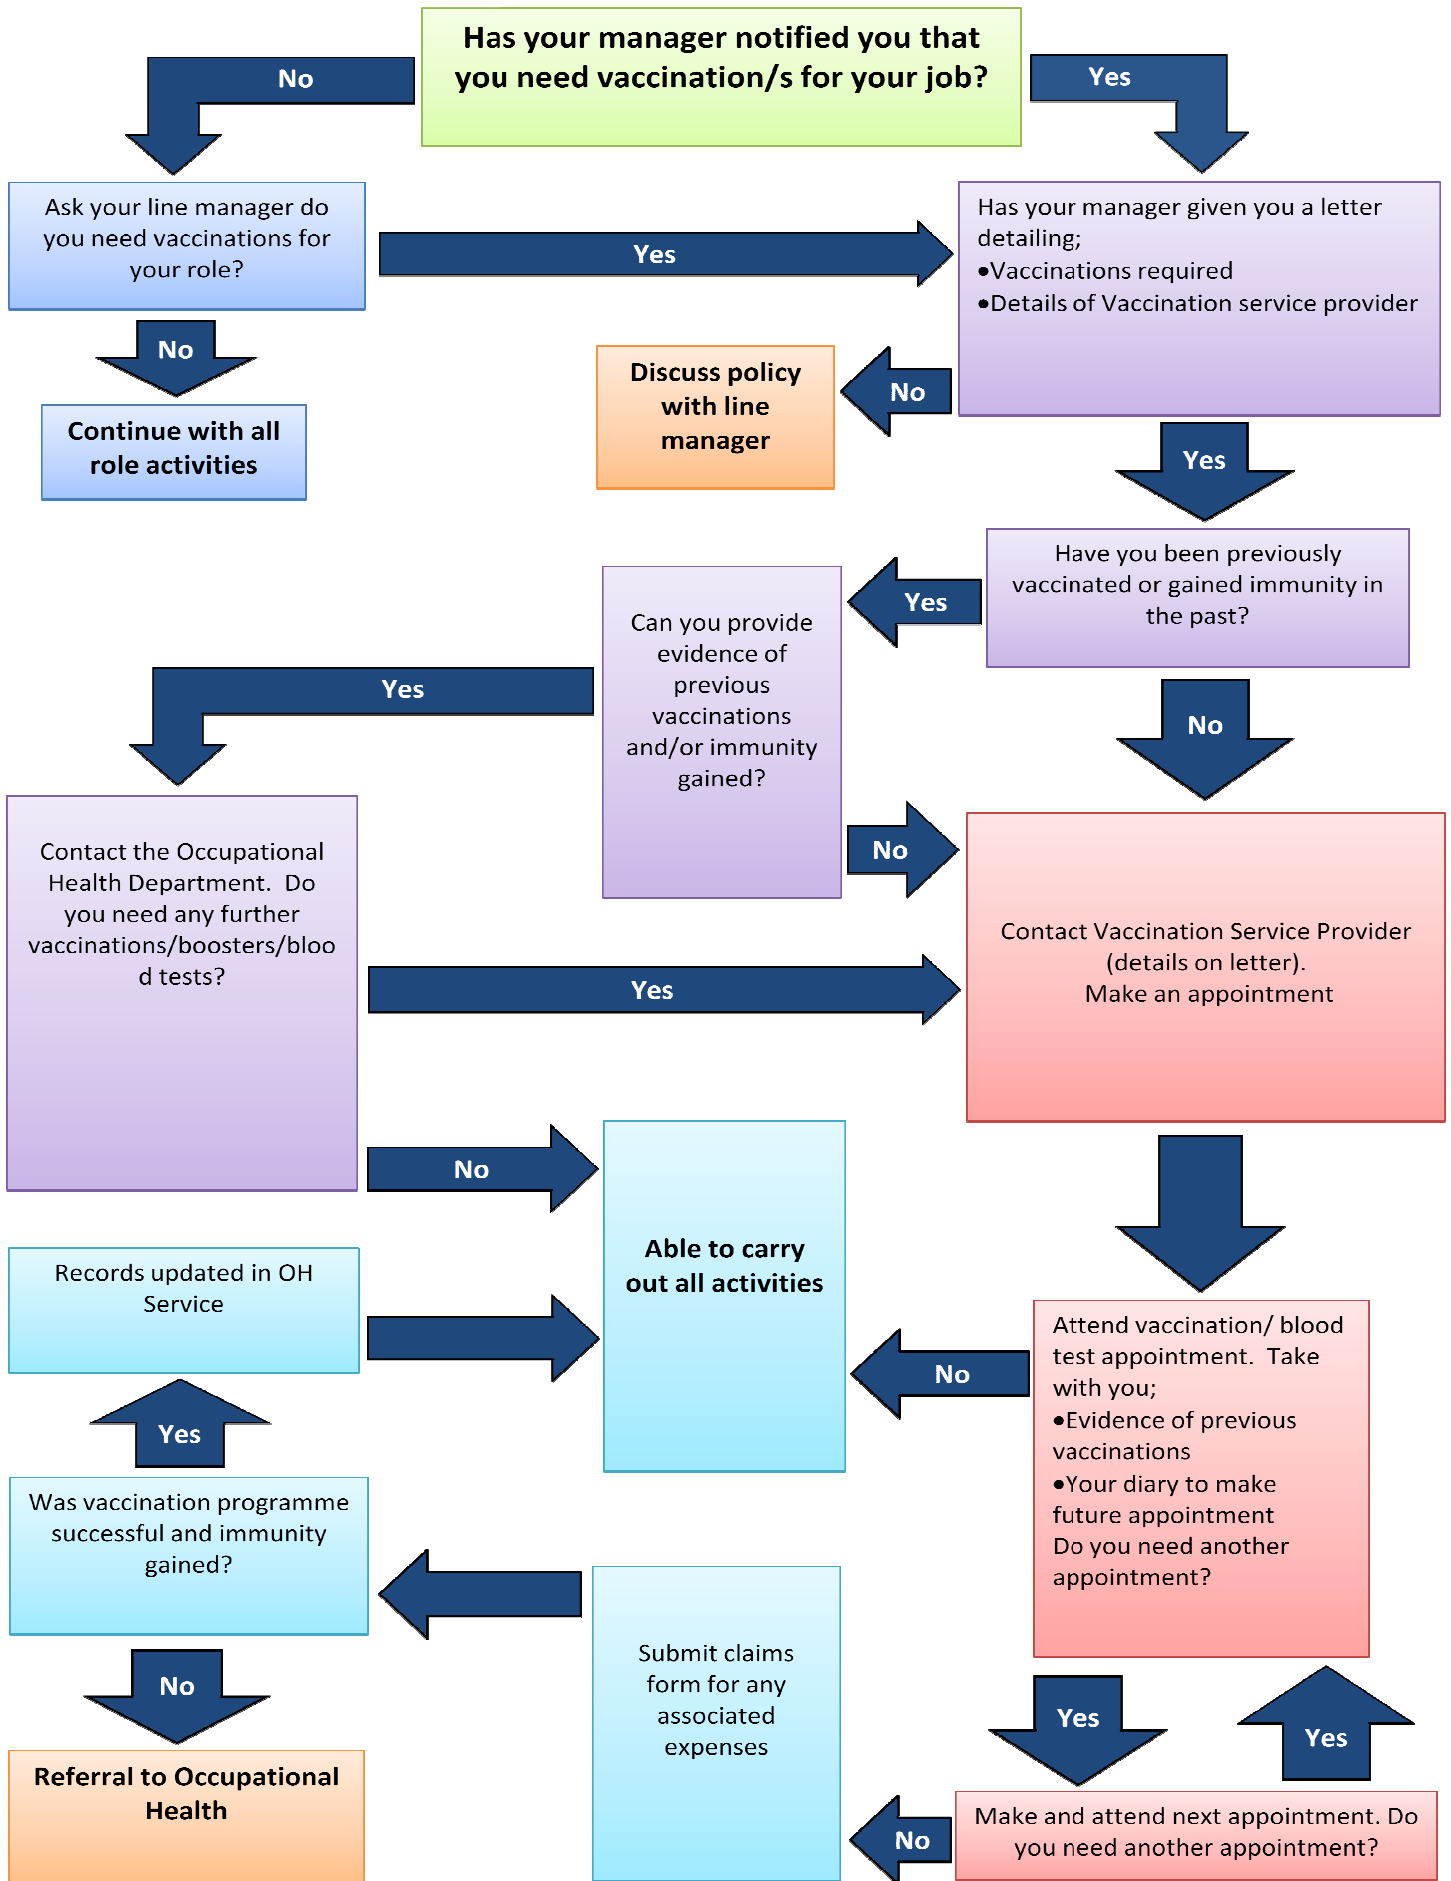 Has your manager notified you that
you need vaccination/s for your job?
No
Yes
Ask your line manager do
you need vaccinations for
your role?
Yes
Has your manager given you a letter
detailing;
•Vaccinations required
•Details of Vaccination service provider
No
Continue with all
role activities
Discuss policy
with line
manager
No
Yes
Have you been previously
vaccinated or gained immunity in
the past?
Yes
Can you provide
evidence of
previous
vaccinations
and/or immunity
gained?
Yes
No
No
Contact the Occupational
Health Department.  Do
you need any further
vaccinations/boosters/bloo
d tests?
Yes
Contact Vaccination Service Provider
(details on letter).
Make an appointment
No
Able to carry
out all activities
Records updated in OH
Service
Attend vaccination/ blood
test appointment.  Take
with you;
•Evidence of previous
vaccinations
•Your diary to make
future appointment
Do you need another
appointment?
No
Yes
Was vaccination programme
successful and immunity
gained?
Submit claims
form for any
associated
expenses
No
Yes
Yes
Referral to Occupational
Health
No
Make and attend next appointment. Do
you need another appointment?